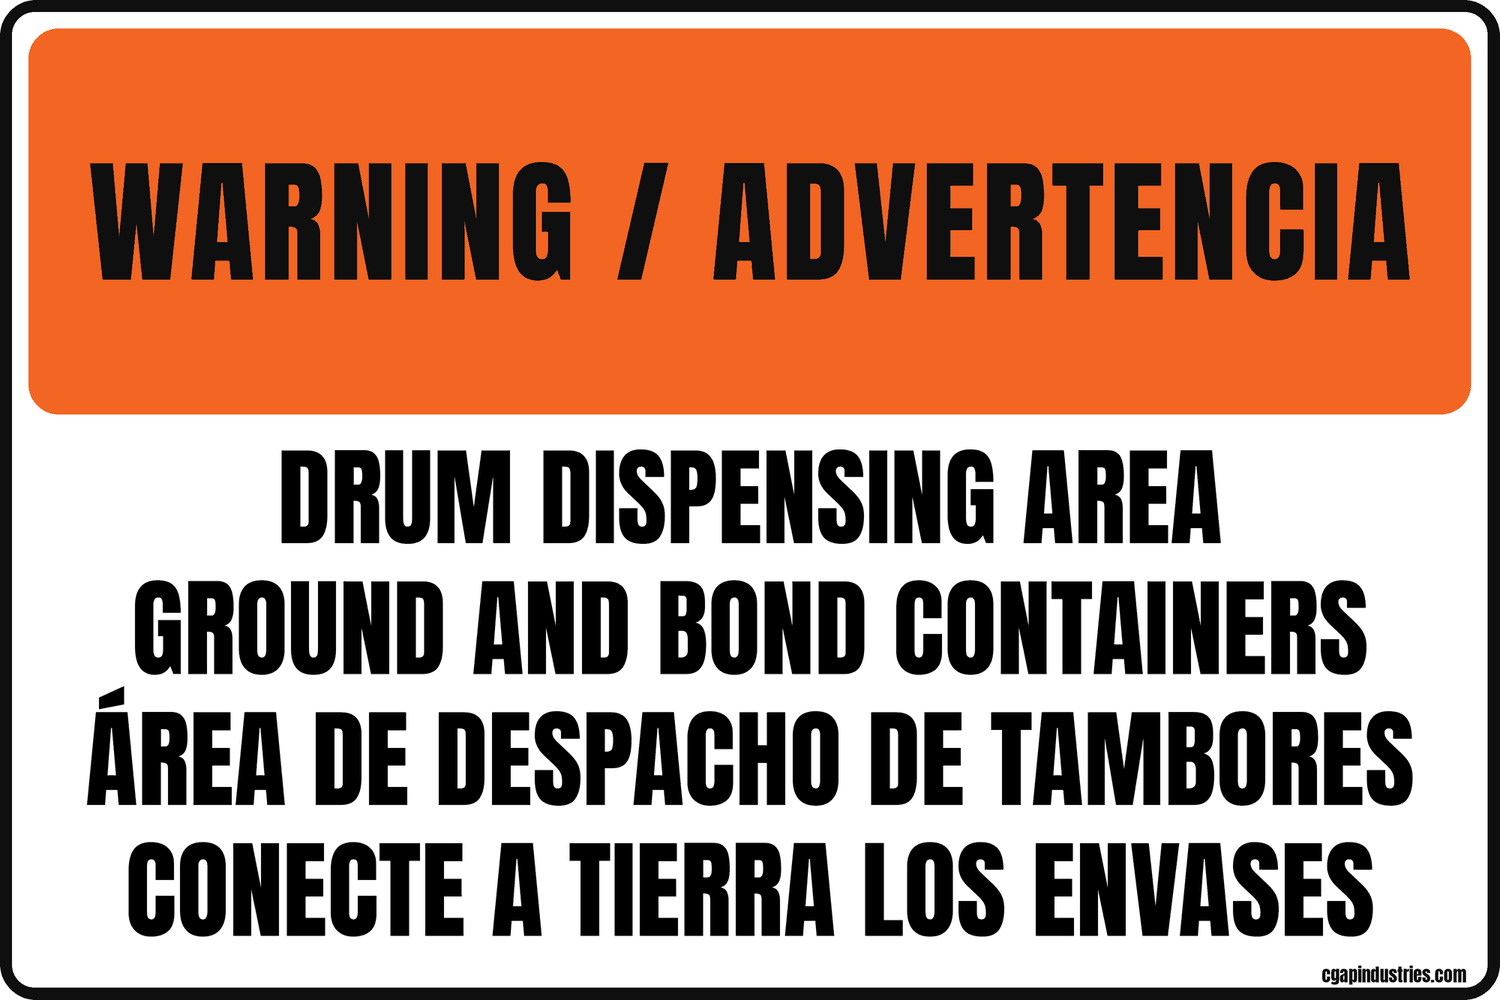 WARNING / ADVERTENCIA
DRUM DISPENSING AREA
GROUND AND BOND CONTAINERS
ÁREA DE DESPACHO DE TAMBORES
CONECTE A TIERRA LOS ENVASES
cgapindustries.com